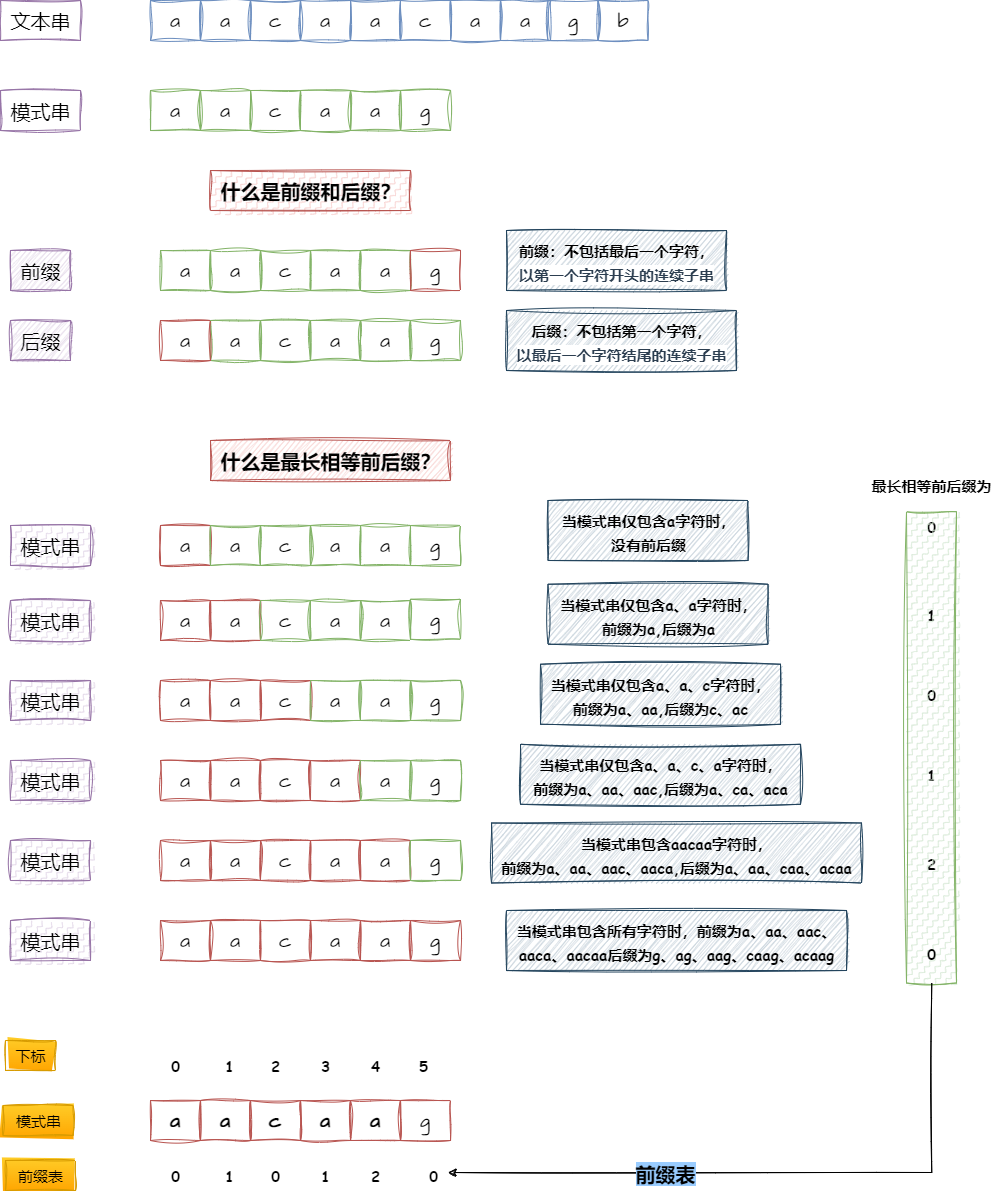 文本串 a a c a a c a a g b
模式串 a a c a a g
什么是前缀和后缀?
前缀 a a c a a g
前缀：不包括最后一个字符，
以第一个字符开头的连续子串
后缀 a a c a a g
后缀：不包括第一个字符，
以最后一个字符结尾的连续子串
什么是最长相等前后缀?
最长相等前后缀为
模式串 a a c a a g
当模式串仅包含a字符时，
没有前后缀
0
模式串 a a c a a g
当模式串仅包含a、a字符时，
前缀为a,后缀为a
1
模式串 a a c a a g
当模式串仅包含a、a、c字符时，
前缀为a、aa,后缀为c、ac
0
模式串 a a c a a g
当模式串仅包含a、a、c、a字符时，
前缀为a、aa、aac,后缀为a、ca、aca
1
模式串 a a c a a g
当模式串包含aacaa字符时，
前缀为a、aa、aac、aaca,后缀为a、aa、caa、acaa
2
模式串 a a c a a g
当模式串包含所有字符时，前缀为a、aa、aac、
aaca、aacaa后缀为g、ag、aag、caag、acaag
0
下标 0 1 2 3 4 5
模式串 a a c a a g
前缀表 0 1 0 1 2 0
前缀表